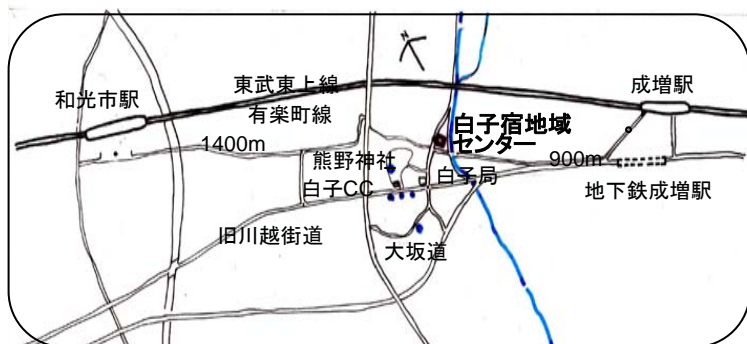 東武東上線
成増駅
和光市駅
有楽町線
白子宿地域
センター
1400m
900m
熊野神社
白子局
白子CC
地下鉄成増駅
旧川越街道
大坂道
N